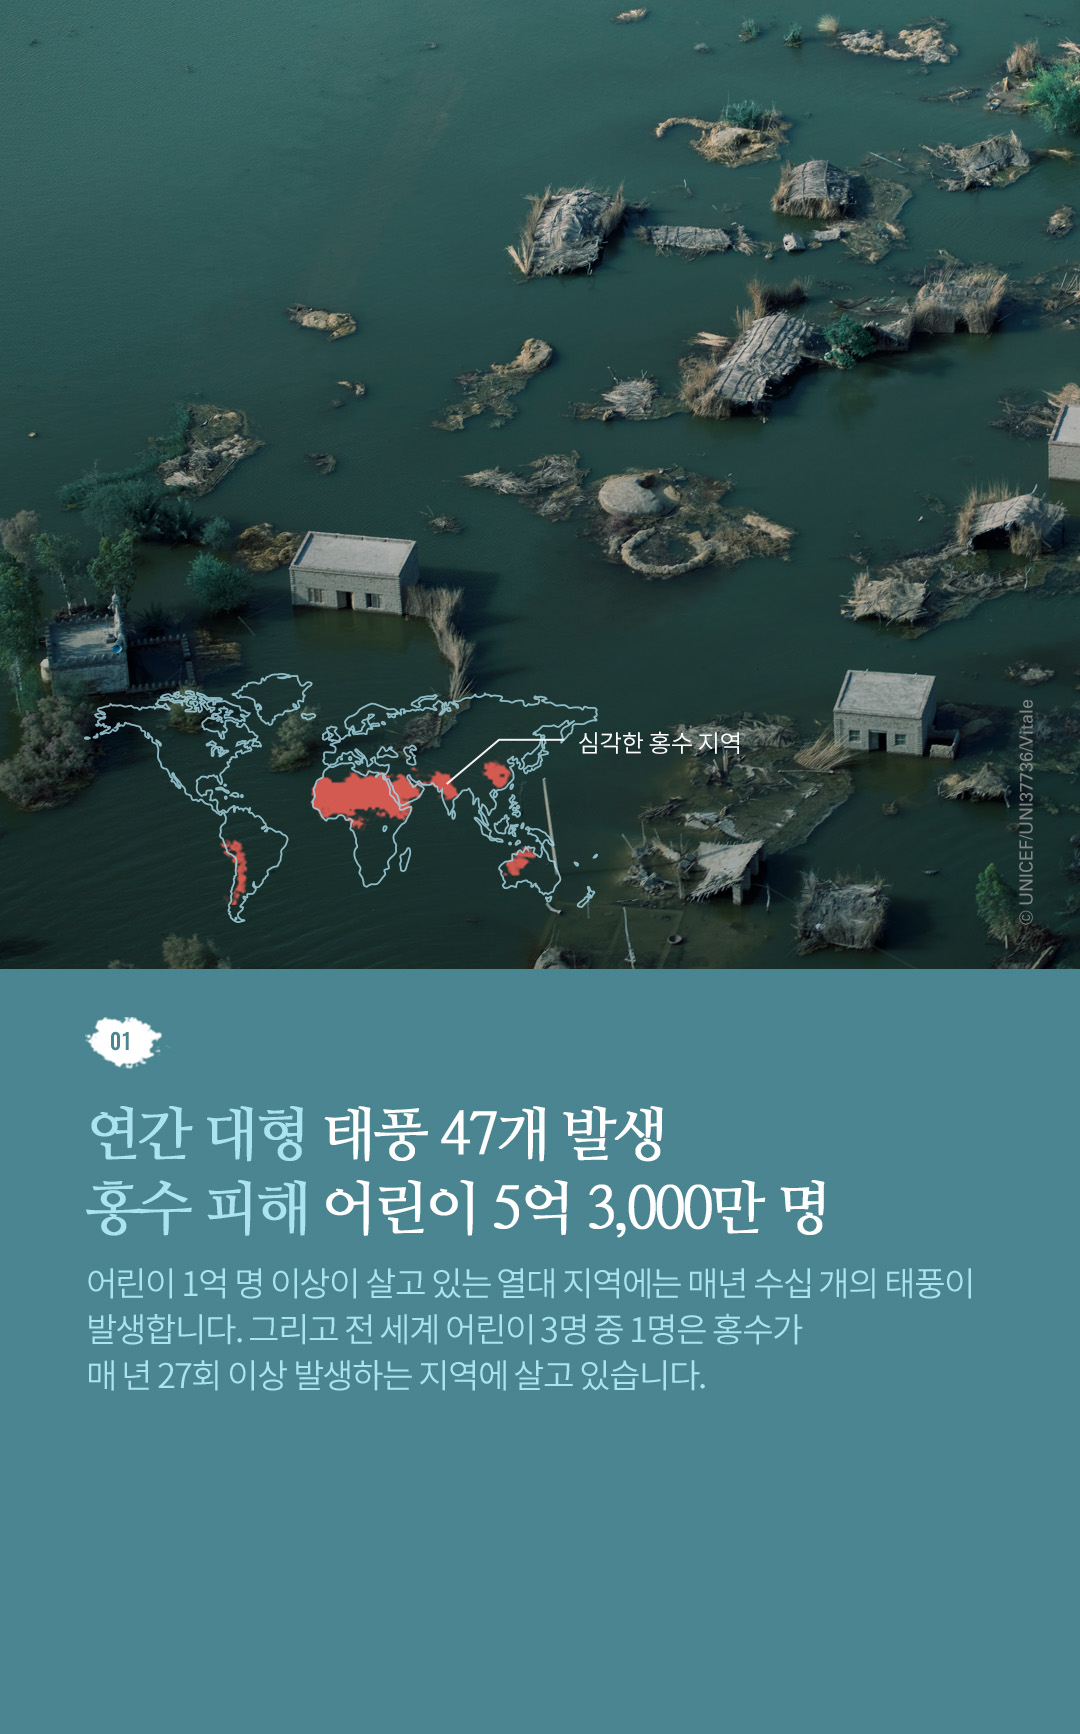 심각한 홍수 지역
© UNICEF/UNI37736/Vitale
01
연간 대형 태풍 47개 발생
홍수 피해 어린이 5억 3,000만 명
어린이 1억 명 이상이 살고 있는 열대 지역에는 매년 수십 개의 태풍이
발생합니다. 그리고 전 세계 어린이 3명 중 1명은 홍수가
매 년 27회 이상 발생하는 지역에 살고 있습니다.